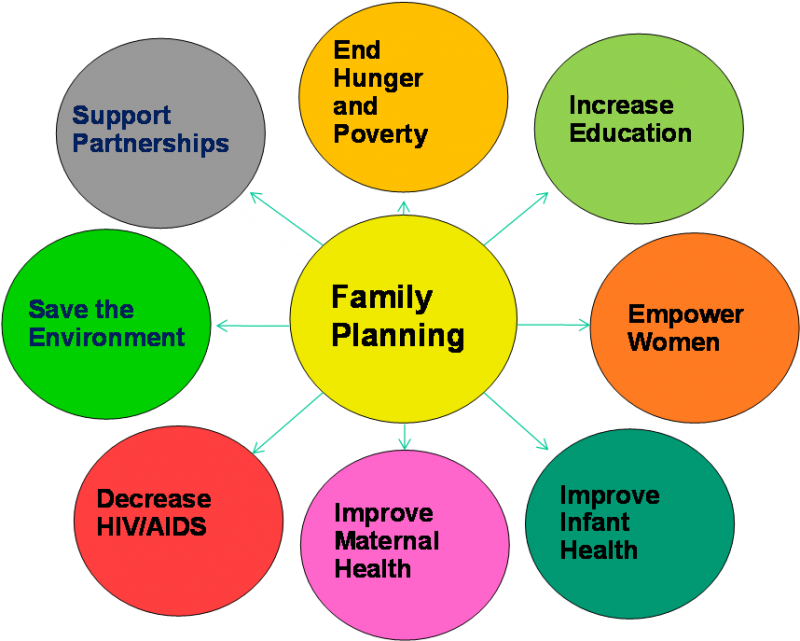 End
Hunger
and
Poverty
Increase
Education
Empower
Women
Improve
Infant
Health
Improve
Maternal
Health
Decrease
HIV/AIDS
Save the
Environment
Support
Partnerships
Family
Planning